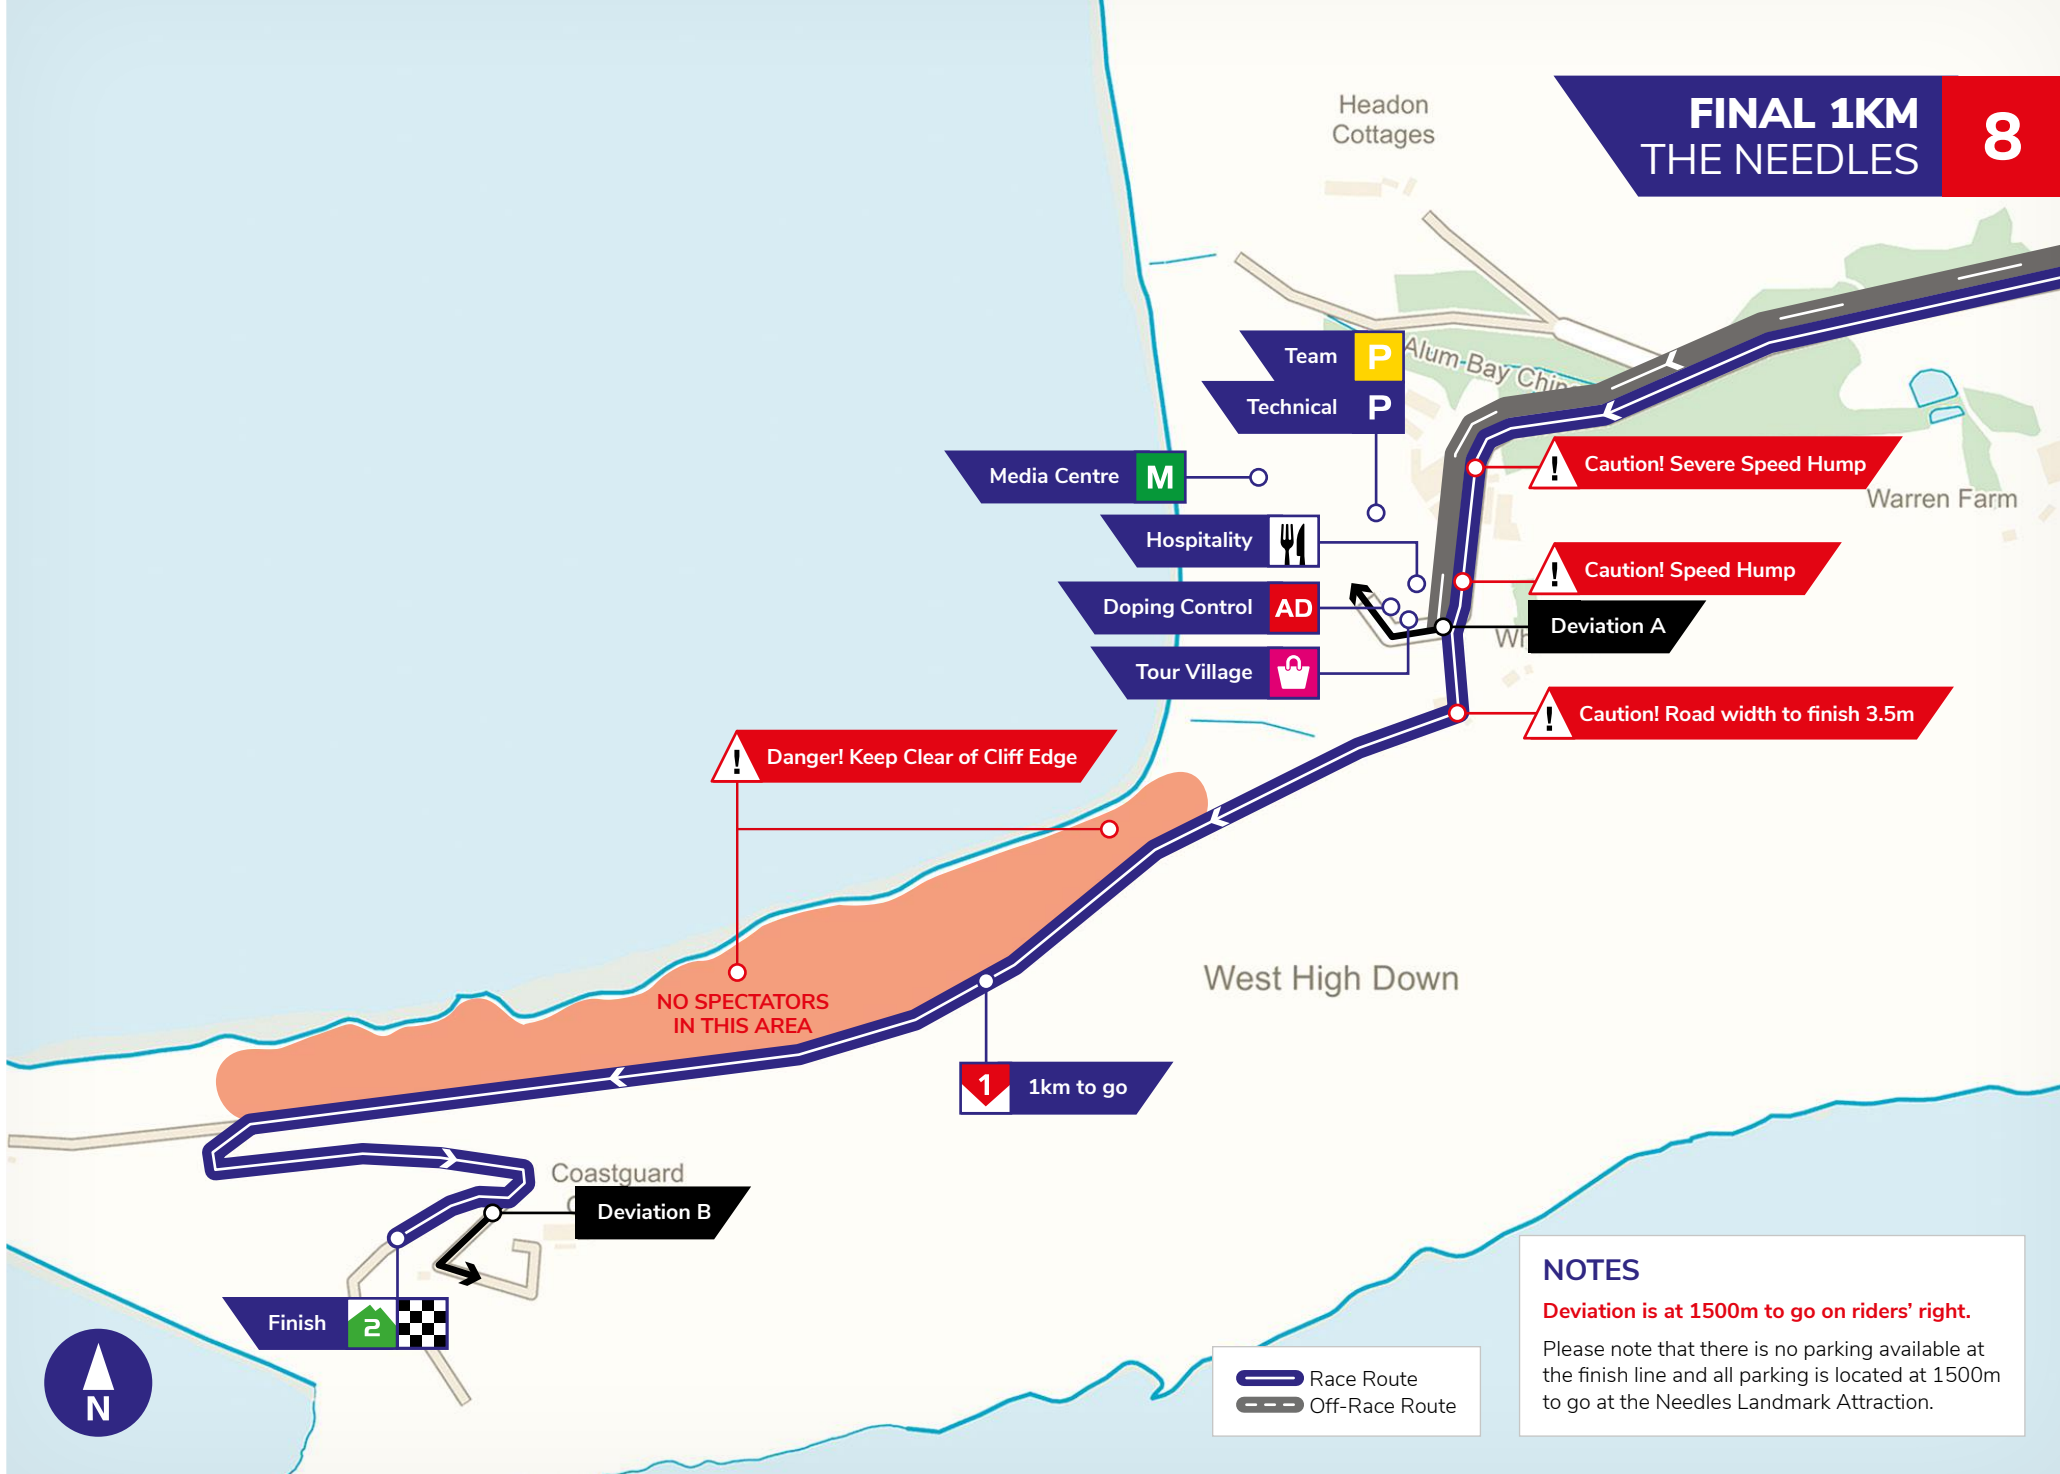 Headon
Cottages
FINAL 1KM
THE NEEDLES
8
Team P
Alum Bay
Technical P
Media Centre M
Caution! Severe Speed Hump
Warren Farm
Hospitality
Caution! Speed Hump
Doping Control AD
Deviation A
Tour Village
Caution! Road width to finish 3.5m
Danger! Keep Clear of Cliff Edge
West High Down
NO SPECTATORS
IN THIS AREA
1 1km to go
Coastguard
Deviation B
Finish 2
N
Race Route
Off-Race Route
NOTES
Deviation is at 1500m to go on riders’ right.
Please note that there is no parking available at
the finish line and all parking is located at 1500m
to go at the Needles Landmark Attraction.